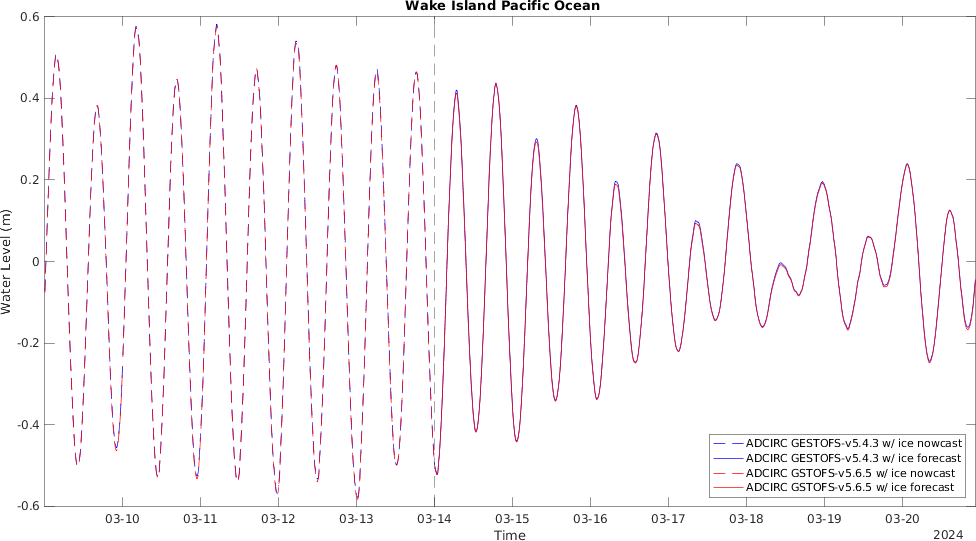 Wake Island Pacific Ocean
0.6
0.4
0.2
0
-0.2
-0.4
-0.6
Water Level (m)
ADCIRC GESTOFS-v5.4.3 w/ ice nowcast
ADCIRC GESTOFS-v5.4.3 w/ ice forecast
ADCIRC GSTOFS-v5.6.5 w/ ice nowcast
ADCIRC GSTOFS-v5.6.5 w/ ice forecast
03-10 03-11 03-12 03-13 03-14 03-15 03-16 03-17 03-18 03-19 03-20
Time
2024